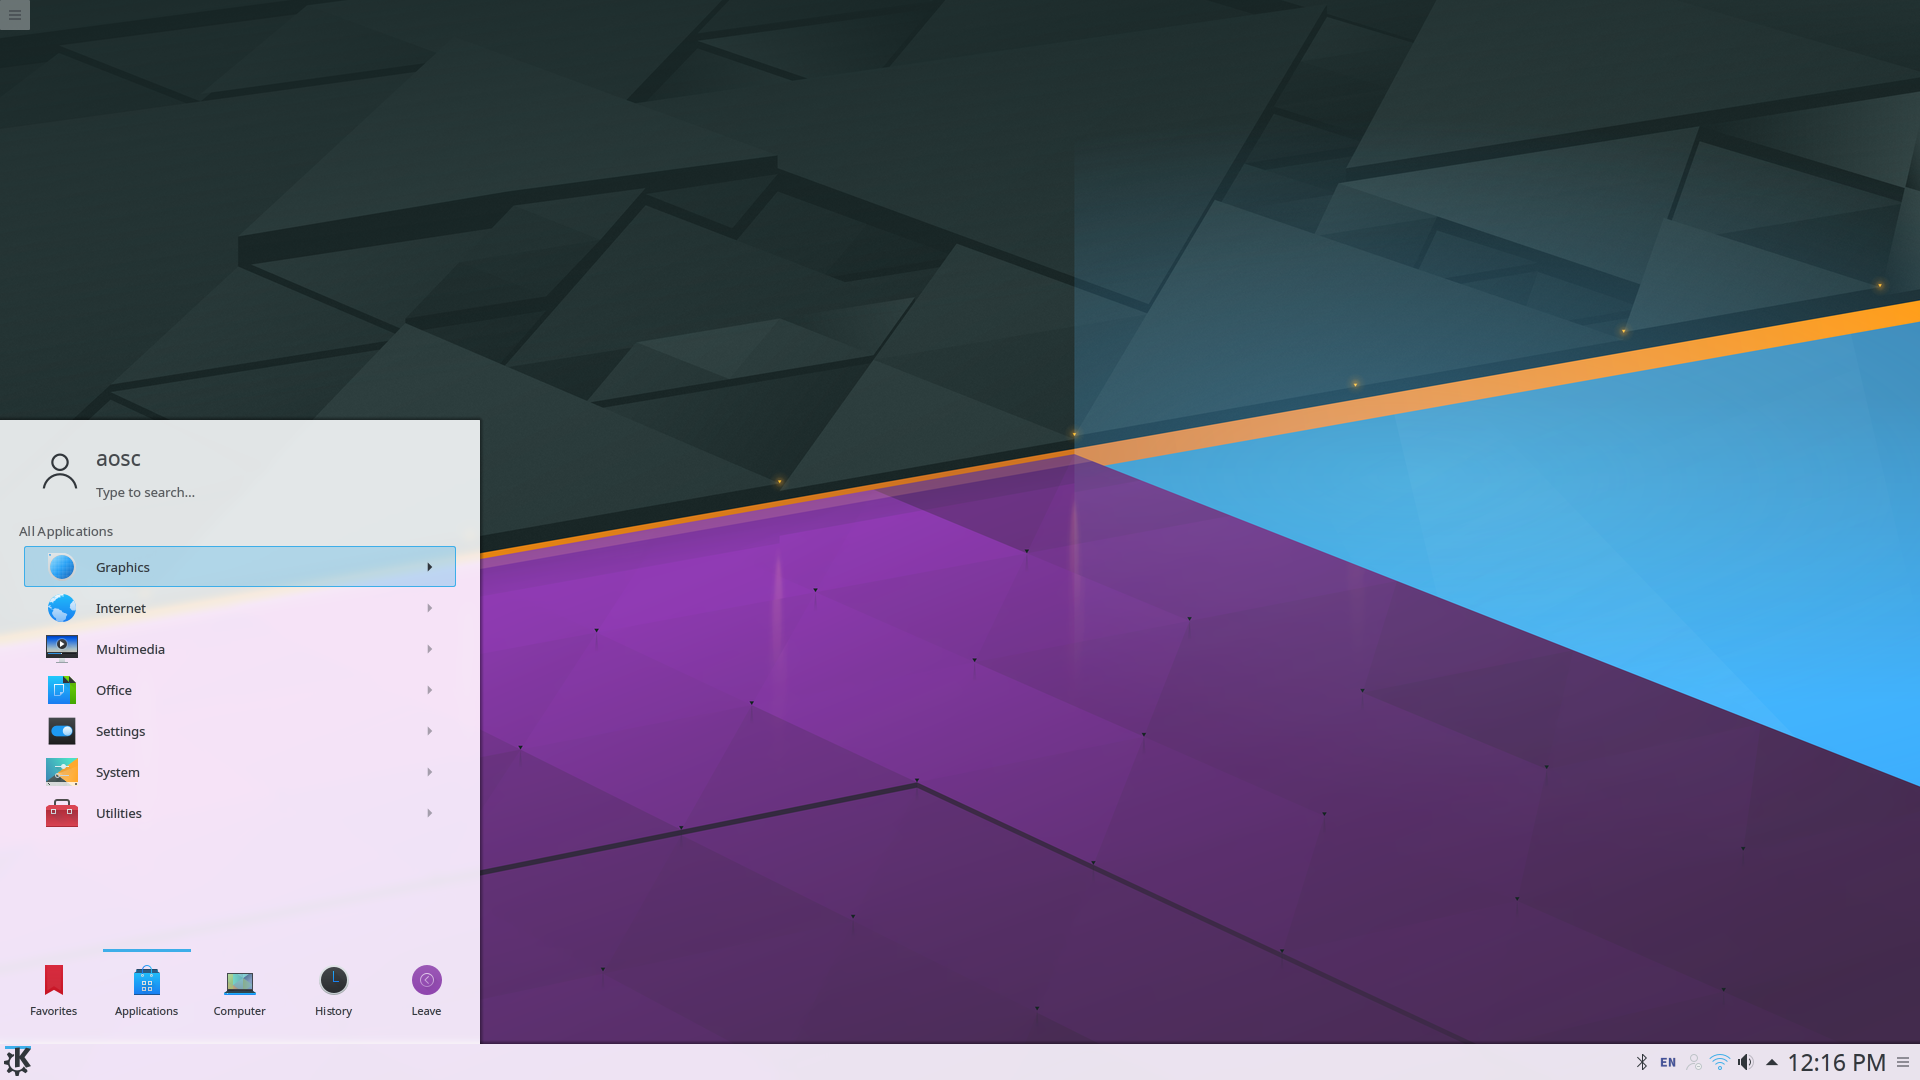 aosc
Type to search...
All Applications
Graphics
Internet
Multimedia
Office
Settings
System
Utilities
Favorites
Applications
Computer
History
Leave
EN
12:16 PM